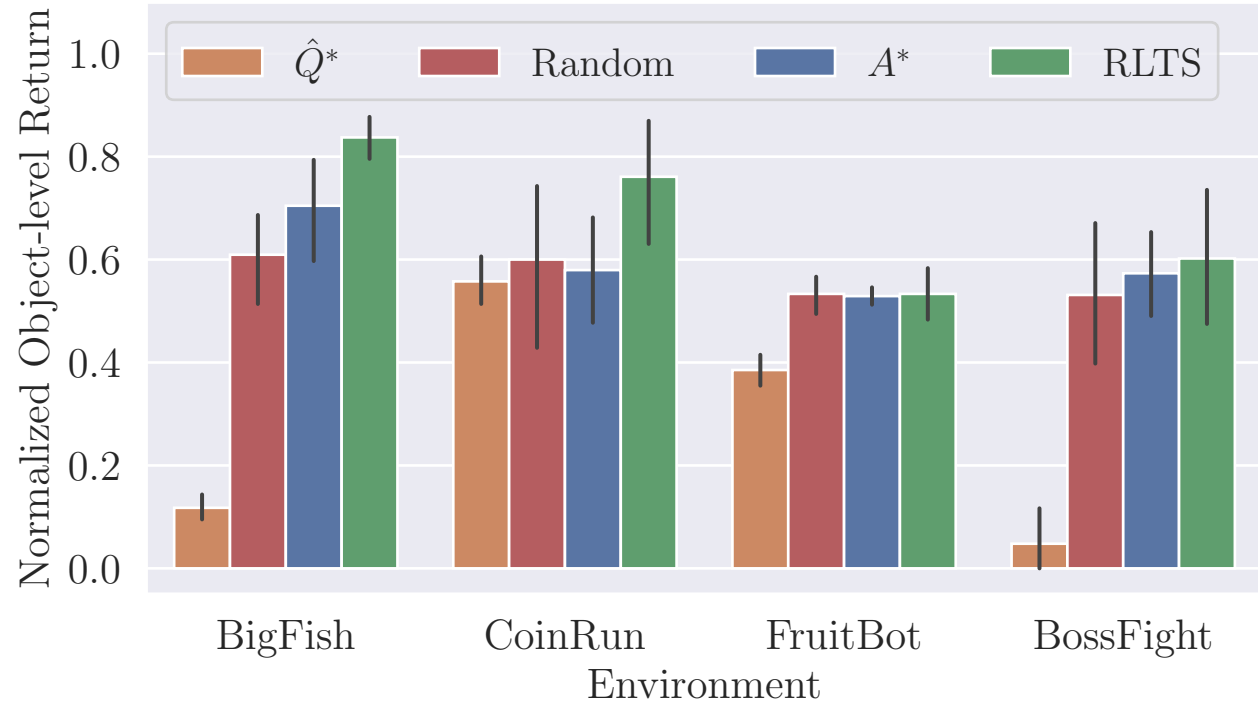 Normalized Object-level Return
1.0
0.8
0.6
0.4
0.2
0.0
Q̂* Random A* RLTS
BigFish CoinRun FruitBot BossFight
Environment